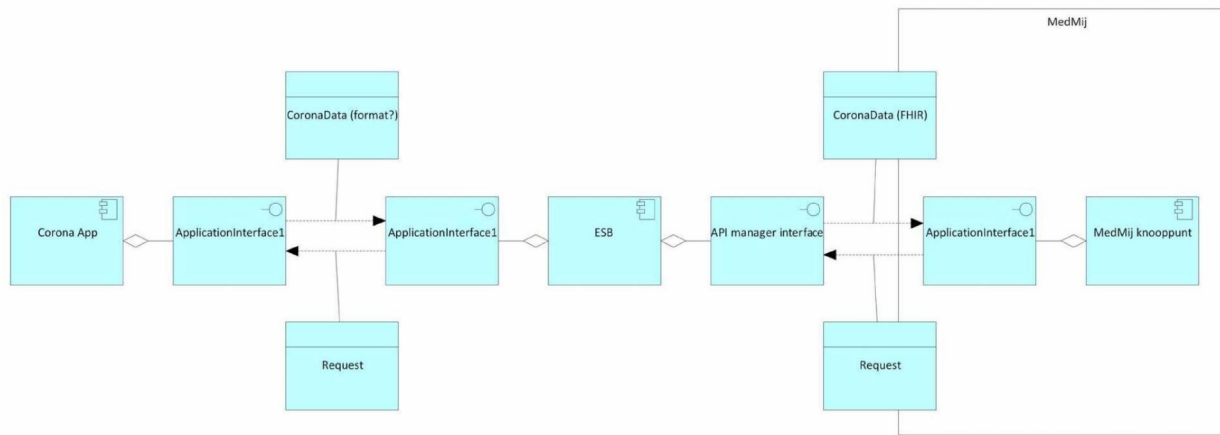 MedMij
CoronaData (format?)
CoronaData (FHIR)
Corona App
ApplicationInterface1
ApplicationInterface1
ESB
API manager interface
ApplicationInterface1
MedMij knooppunt
Request
Request